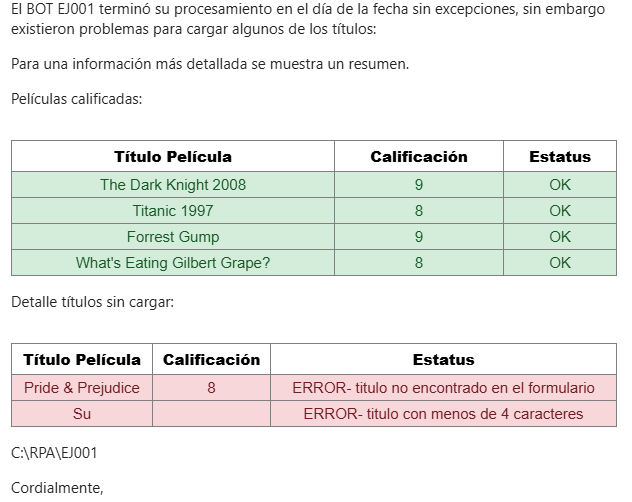 El BOT EJ001 terminó su procesamiento en el día de la fecha sin excepciones, sin embargo
existieron problemas para cargar algunos de los títulos:
Para una información más detallada se muestra un resumen.
Películas calificadas:
Título Película Calificación Estatus
The Dark Knight 2008 9 OK
Titanic 1997 8 OK
Forrest Gump 9 OK
What's Eating Gilbert Grape? 8 OK
Detalle títulos sin cargar:
Título Película Calificación Estatus
Pride & Prejudice 8 ERROR- titulo no encontrado en el formulario
Su ERROR- titulo con menos de 4 caracteres
C:\RPA\EJ001
Cordialmente,